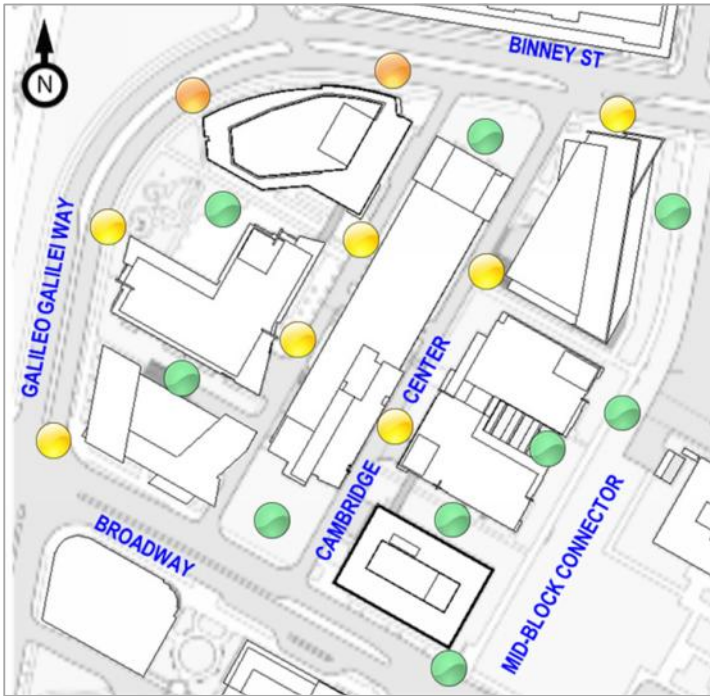 BINNEY ST
N
GALILEO GALILEI WAY
CAMBRIDGE CENTER
BROADWAY
MID-BLOCK CONNECTOR